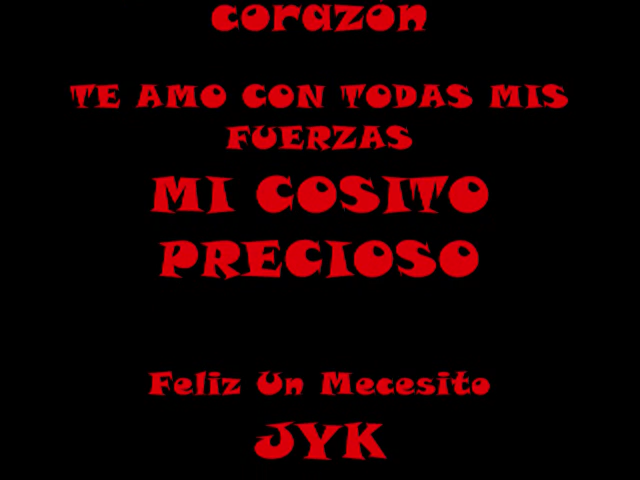 corazón
TE AMO CON TODAS MIS
FUERZAS
MI COSITO
PRECIOSO
Feliz Un Mecesito
JYK